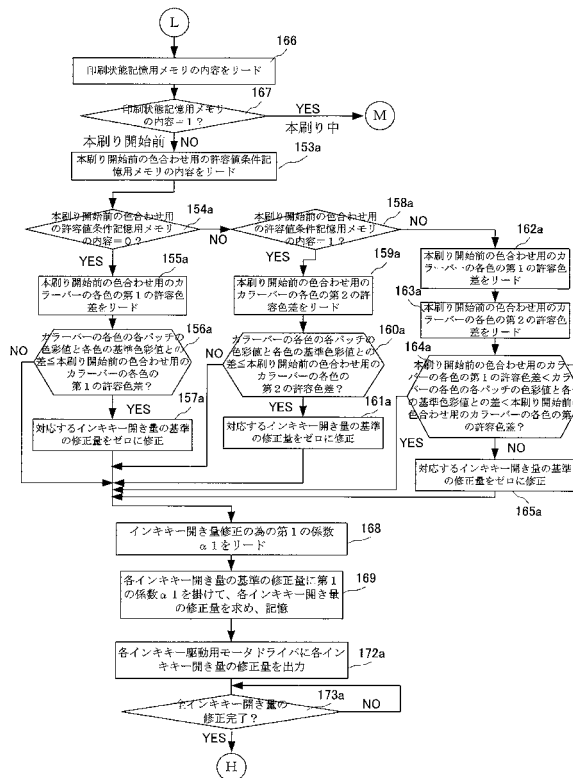 L
166
印刷状態記憶用メモリの内容をリード
167
印刷状態記憶用メモリ
の内容=1?
YES
本刷り中
M
本刷り開始前
NO
153a
本刷り開始前の色合わせ用の許容値条件記
憶用メモリの内容をリード
154a
本刷り開始前の色合わせ用
の許容値条件記憶用メモリ
の内容=0?
NO
YES
158a
本刷り開始前の色合わせ用
の許容値条件記憶用メモリ
の内容=1?
NO
YES
155a
本刷り開始前の色合わせ用のカ
ラーバーの各色の第1の許容色
差をリード
159a
本刷り開始前の色合わせ用の
カラーバーの各色の第2の許
容色差をリード
162a
本刷り開始前の色合わせ用の
カラーバーの各色の第1の許
容色差をリード
163a
本刷り開始前の色合わせ用の
カラーバーの各色の第2の許
容色差をリード
156a
カラーバーの各色の各パッチ
の色彩値と各色の基準色彩値との
差≦本刷り開始前の色合わせ用の
カラーバーの各色の
第1の許容色差?
NO
YES
160a
カラーバーの各色の各パッチ
の色彩値と各色の基準色彩値と
の差≦本刷り開始前の色合わせ用
のカラーバーの各色の
第2の許容色差?
NO
YES
164a
本刷り開始前の色合わせ用のカラ
ーバーの各色の第1の許容色差<カラー
バーの各色の各パッチの色彩値と各色
の基準色彩値との差<本刷り開始前の
色合わせ用のカラーバーの各色の第2
の許容色差?
YES
NO
157a
対応するインキキー開き量の基準
の修正量をゼロに修正
161a
対応するインキキー開き量の基準
の修正量をゼロに修正
対応するインキキー開き量の基準
の修正量をゼロに修正
165a
168
インキキー開き量修正の為の第1の係数
α1をリード
169
各インキキー開き量の基準の修正量に第1
の係数α1を掛けて、各インキキー開き量
の修正量を求め、記憶
172a
各インキキー駆動用モータドライバに各イン
キキー開き量の修正量を出力
173a
全インキキー開き量の
修正完了?
NO
YES
H